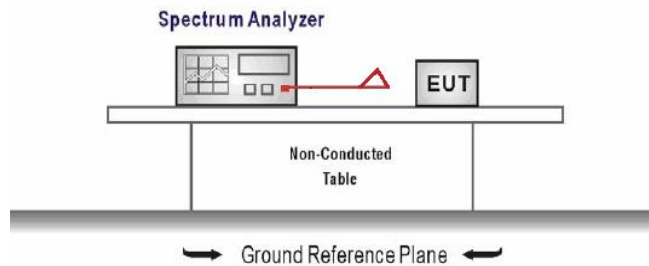 Spectrum Analyzer
EUT
Non-Conducted
Table
Ground Reference Plane